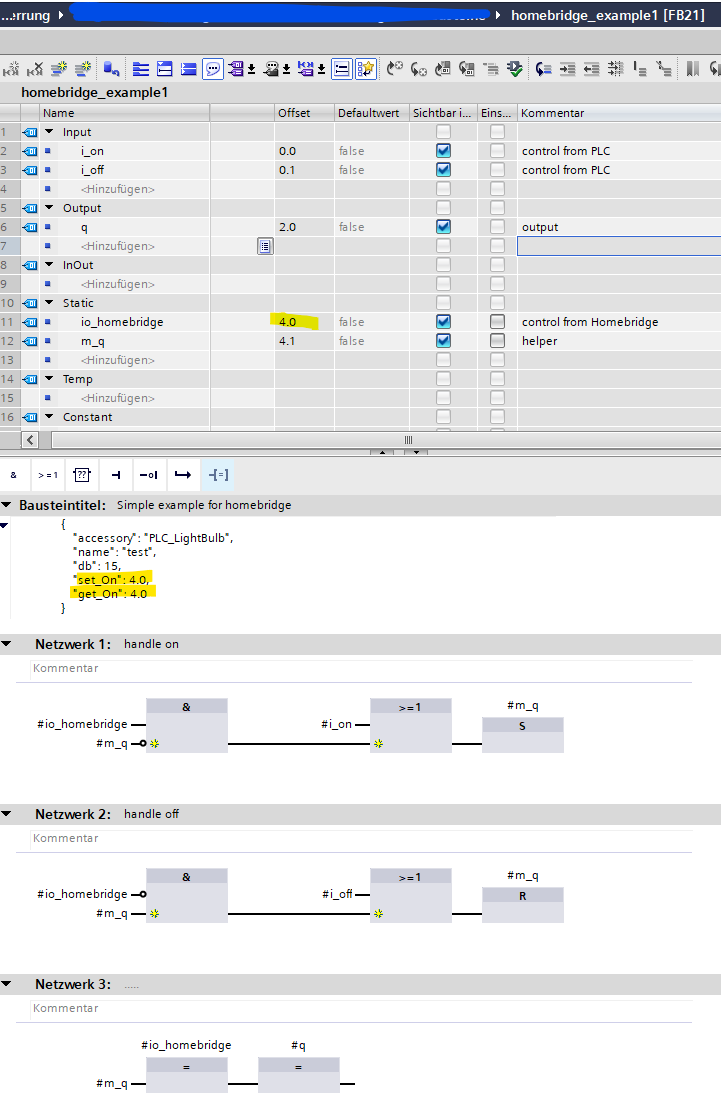 ...errung ▸ ▸ homebridge_example1 [FB21]
homebridge_example1
Name Offset Defaultwert Sichtbar i... Eins... Kommentar
1 Input
2 i_on 0.0 false control from PLC
3 i_off 0.1 false control from PLC
4 <Hinzufügen>
5 Output
6 q 2.0 false output
7 <Hinzufügen>
8 InOut
9 <Hinzufügen>
10 Static
11 io_homebridge 4.0 false control from Homebridge
12 m_q 4.1 false helper
13 <Hinzufügen>
14 Temp
15 <Hinzufügen>
16 Constant
& >=1 ?? -| -o| ↦ -[=]
Bausteintitel: Simple example for homebridge
{
"accessory": "PLC_LightBulb",
"name": "test",
"db": 15,
"set_On": 4.0,
"get_On": 4.0
}
Netzwerk 1: handle on
Kommentar
& >=1 #m_q
#io_homebridge #i_on S
#m_q
Netzwerk 2: handle off
Kommentar
& >=1 #m_q
#io_homebridge #i_off R
#m_q
Netzwerk 3: .....
Kommentar
#io_homebridge #q
= =
#m_q